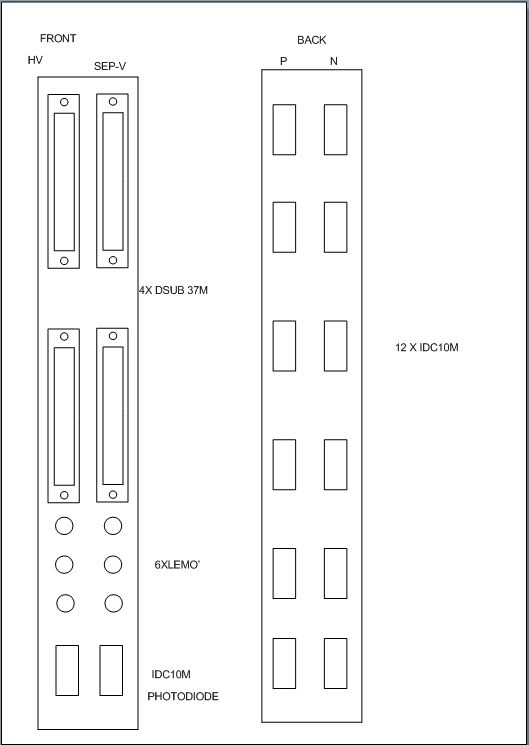 FRONT
BACK
HV
SEP-V
P
N
4X DSUB 37M
12 X IDC10M
6XLEMO'
IDC10M
PHOTODIODE